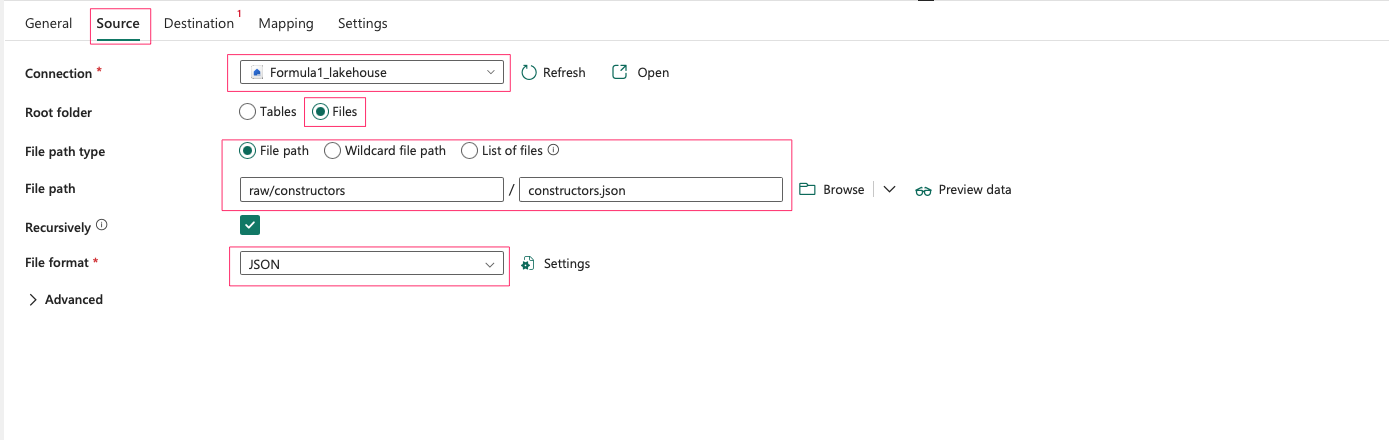 General Source Destination 1 Mapping Settings
Connection * Formula1_lakehouse Refresh Open
Root folder Tables Files
File path type File path Wildcard file path List of files
File path raw/constructors / constructors.json Browse Preview data
Recursively
File format * JSON Settings
Advanced